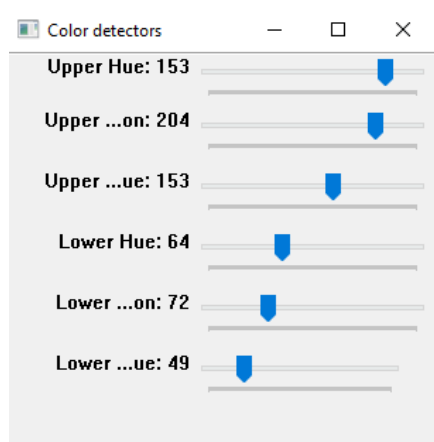 Color detectors
Upper Hue: 153
Upper ...on: 204
Upper ...ue: 153
Lower Hue: 64
Lower ...on: 72
Lower ...ue: 49